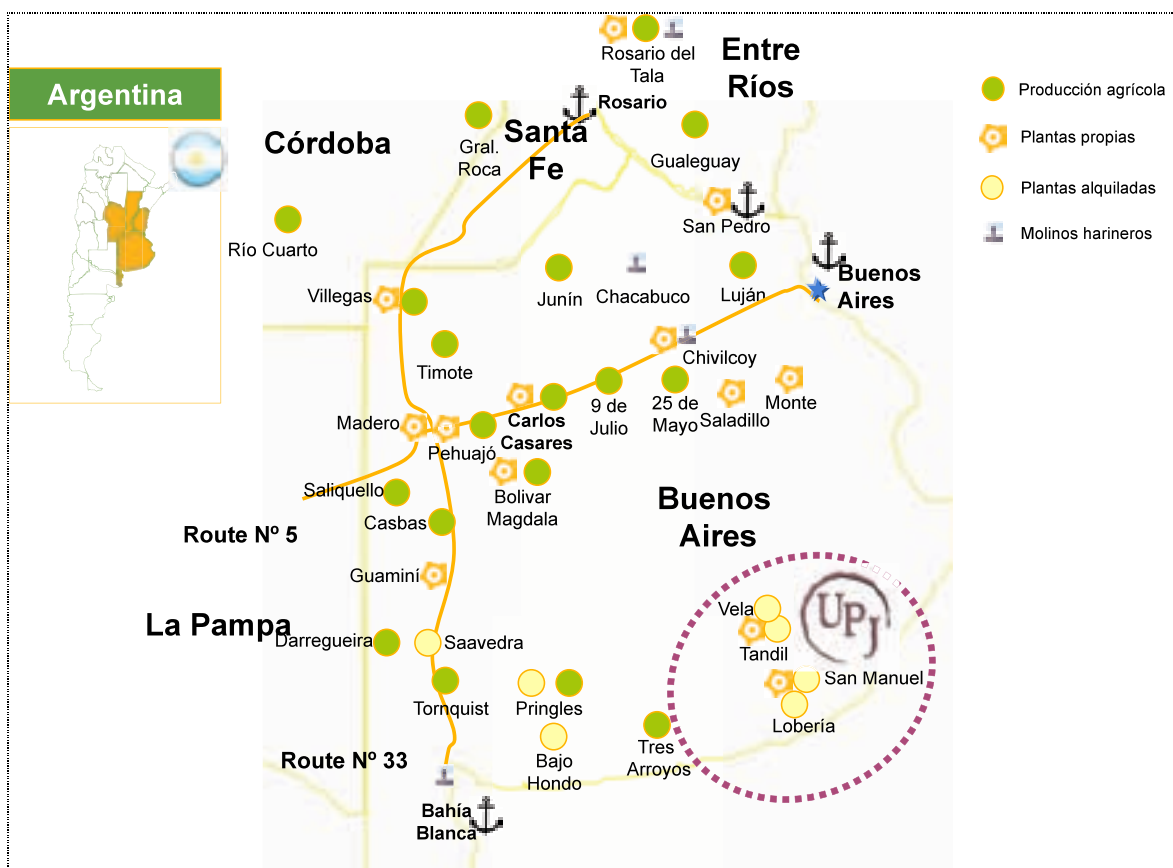 Argentina
Rosario del
Tala
Entre
Ríos
Rosario
Córdoba
Santa
Fe
Gral.
Roca
Gualeguay
San Pedro
Río Cuarto
Buenos
Aires
Villegas
Junín
Chacabuco
Luján
Timote
Chivilcoy
Madero
Pehuajó
Carlos
Casares
9 de
Julio
25 de
Mayo
Saladillo
Monte
Saliquello
Bolivar
Magdala
Casbas
Buenos
Aires
Route Nº 5
Guaminí
La Pampa
Darregueira
Saavedra
Vela
UPJ
Tandil
San Manuel
Lobería
Tornquist
Pringles
Bajo
Hondo
Tres
Arroyos
Route Nº 33
Bahía
Blanca
Producción agrícola
Plantas propias
Plantas alquiladas
Molinos harineros